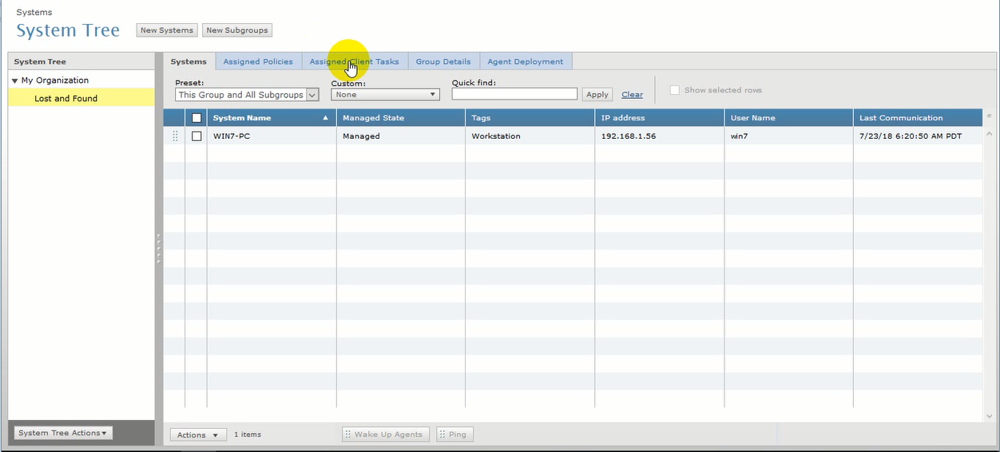 Systems
System Tree New Systems New Subgroups
System Tree Systems Assigned Policies Assigned Client Tasks Group Details Agent Deployment
My Organization
Lost and Found
Preset: Custom: Quick find:
This Group and All Subgroups None Apply Clear Show selected rows
System Name Managed State Tags IP address User Name Last Communication
WIN7-PC Managed Workstation 192.168.1.56 win7 7/23/18 6:20:50 AM PDT
System Tree Actions Actions 1 items Wake Up Agents Ping